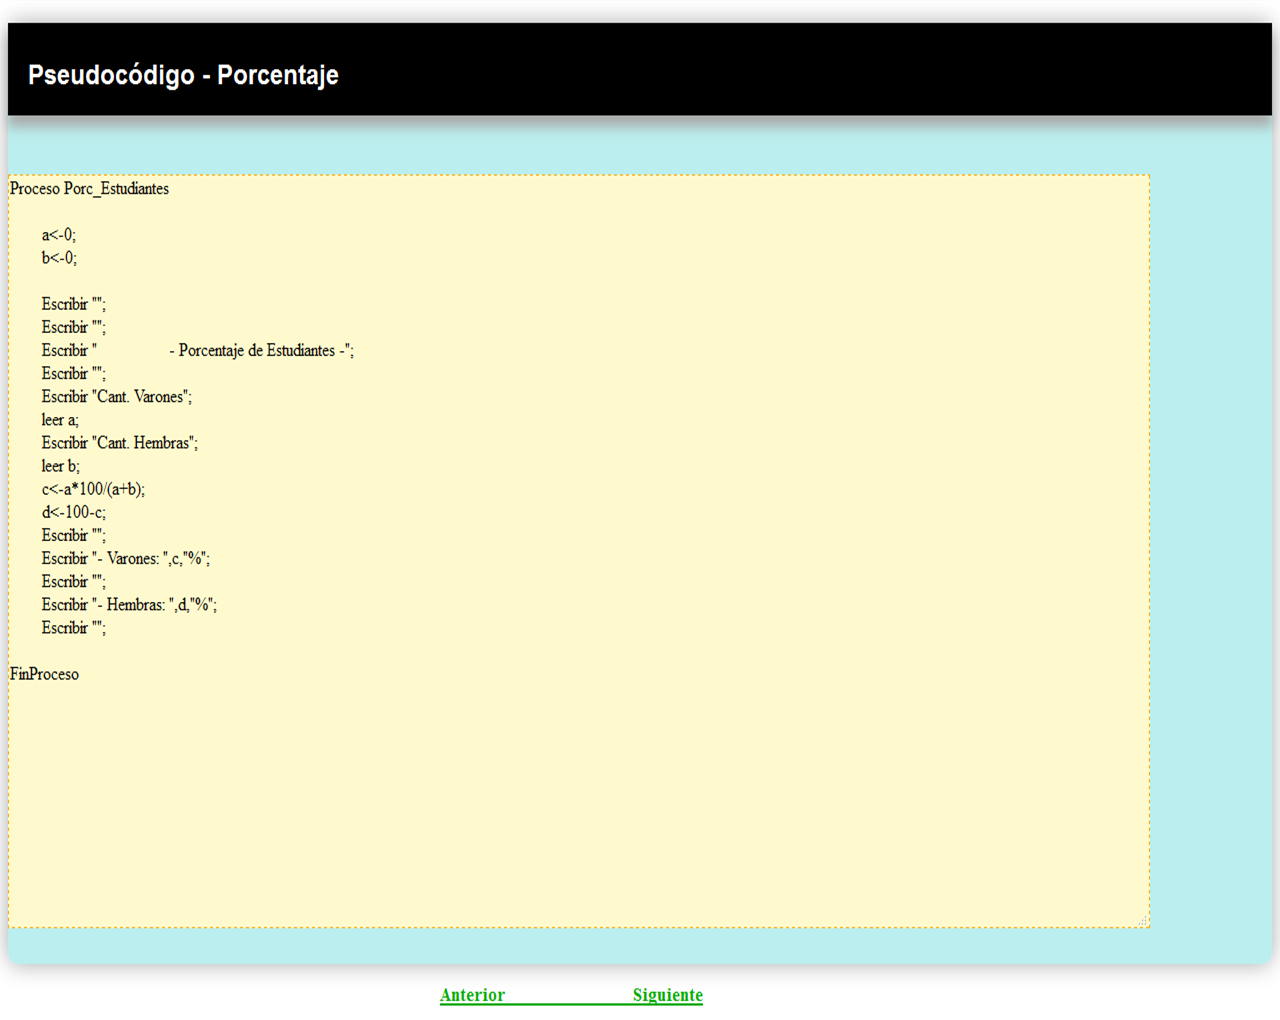 Pseudocódigo - Porcentaje
Proceso Porc_Estudiantes
a<-0;
b<-0;
Escribir "";
Escribir "";
Escribir "                  - Porcentaje de Estudiantes -";
Escribir "";
Escribir "Cant. Varones";
leer a;
Escribir "Cant. Hembras";
leer b;
c<-a*100/(a+b);
d<-100-c;
Escribir "";
Escribir "- Varones: ",c,"%";
Escribir "";
Escribir "- Hembras: ",d,"%";
Escribir "";
FinProceso
Anterior Siguiente